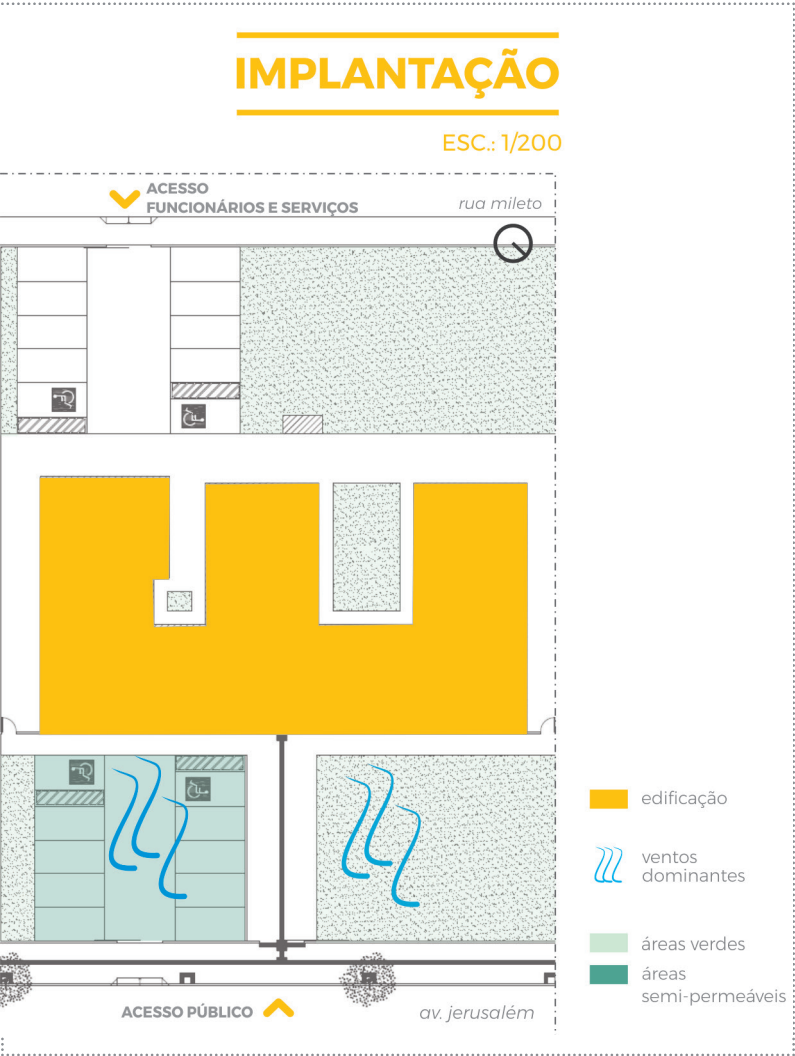 IMPLANTAÇÃO
ESC.: 1/200
ACESSO
FUNCIONÁRIOS E SERVIÇOS
rua mileto
edificação
ventos
dominantes
áreas verdes
áreas
semi-permeáveis
ACESSO PÚBLICO
av. jerusalém